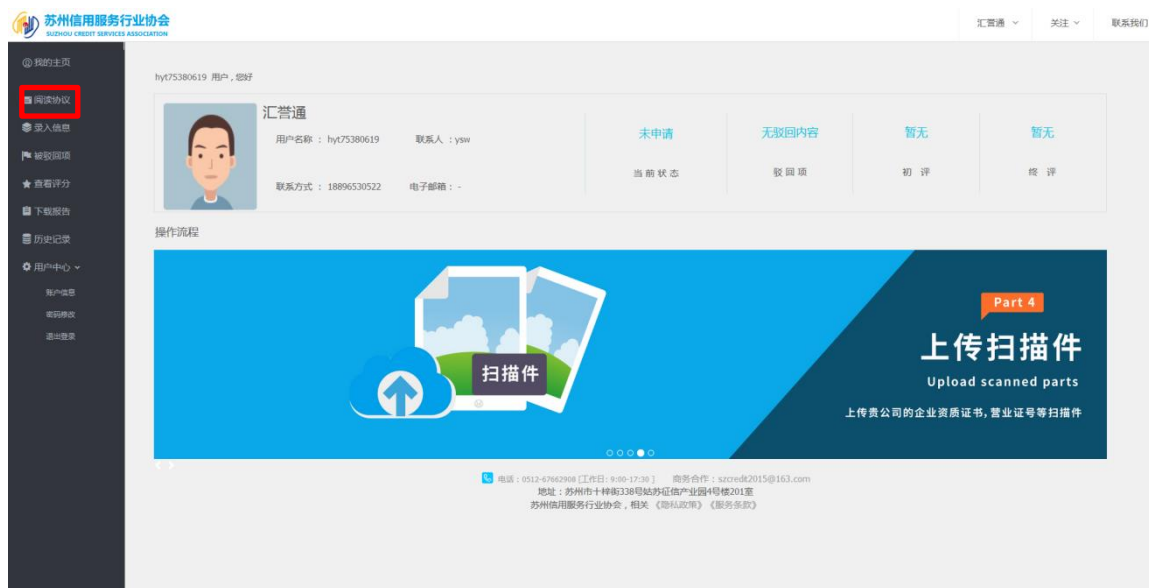 苏州信用服务行业协会
SUZHOU CREDIT SERVICES ASSOCIATION
汇誉通 关注 联系我们
我的主页
阅读协议
录入信息
被驳回项
查看评分
下载报告
历史记录
用户中心
账户信息
密码修改
退出登录
hyt75380619 用户,您好
汇誉通
用户名称 : hyt75380619 联系人 : ysw
联系方式 : 18896530522 电子邮箱 : -
未申请 无驳回内容 暂无 暂无
当前状态 驳回项 初 评 终 评
操作流程
扫描件
Part 4
上传扫描件
Upload scanned parts
上传贵公司的企业资质证书,营业证号等扫描件
电话 : 0512-67662908 [工作日: 9:00-17:30 ] 商务合作 : szcredit2015@163.com
地址 : 苏州市十梓街338号姑苏征信产业园4号楼201室
苏州信用服务行业协会 , 相关 《隐私政策》《服务条款》